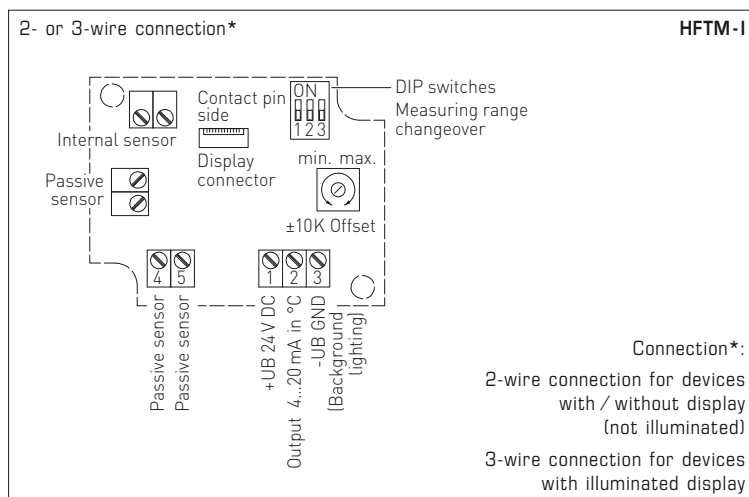 2- or 3-wire connection*
HFTM-I
ON
1 2 3
DIP switches
Measuring range
changeover
Contact pin
side
Internal sensor
Display
connector
min. max.
Passive
sensor
±10K Offset
4 5
1 2 3
Passive sensor
Passive sensor
+UB 24 V DC
Output 4...20 mA in °C
-UB GND
(Background
lighting)
Connection*:
2-wire connection for devices
with / without display
(not illuminated)
3-wire connection for devices
with illuminated display